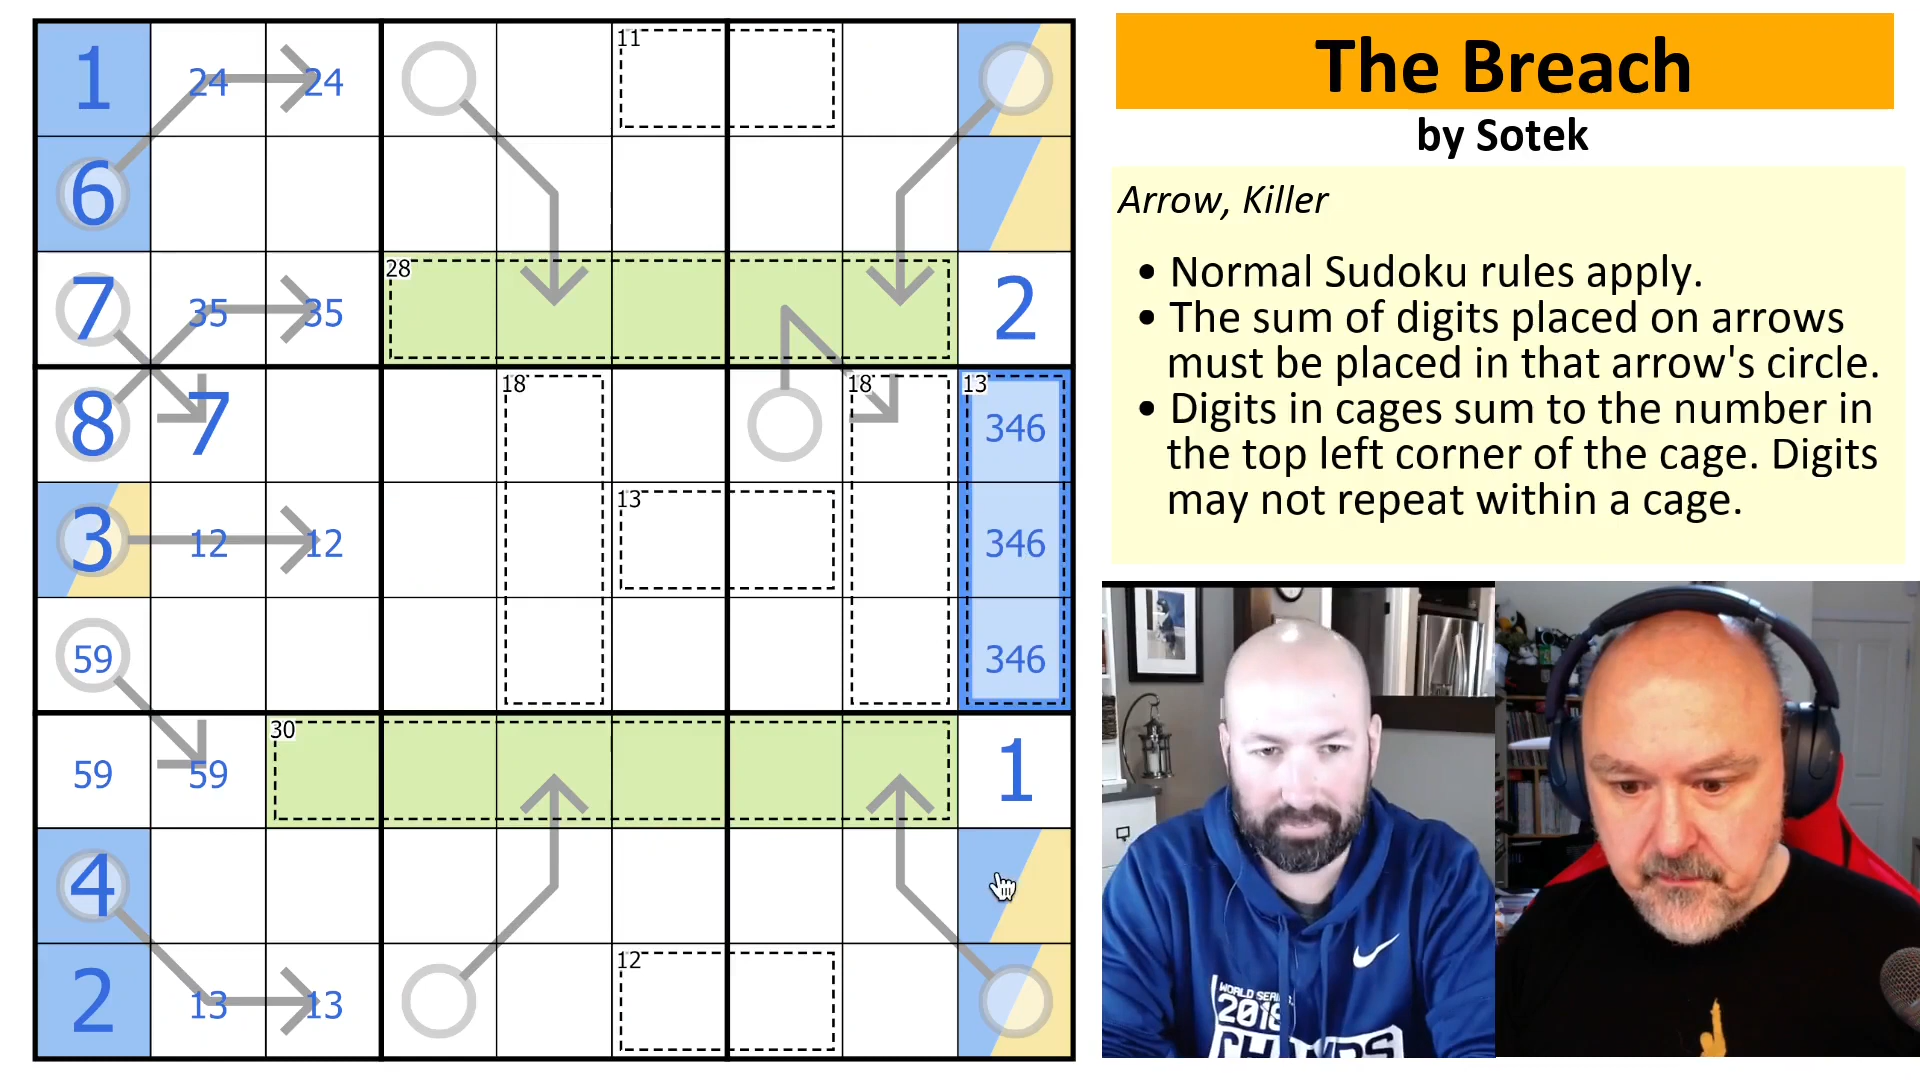 The Breach
by Sotek
Arrow, Killer
• Normal Sudoku rules apply.
• The sum of digits placed on arrows
must be placed in that arrow's circle.
• Digits in cages sum to the number in
the top left corner of the cage. Digits
may not repeat within a cage.
11
1 24 24
6
28
7 35 35 2
18 18 13
8 7 346
13
3 12 12 346
59 346
30
59 59 1
4
12
2 13 13
WORLD SERIES
2019
CHAMPS